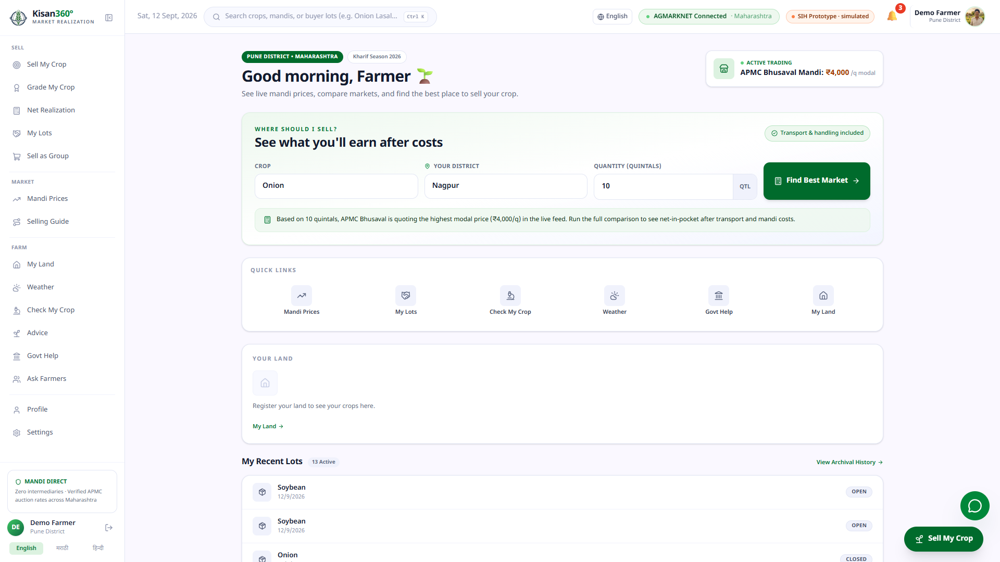 Kisan360°
MARKET REALIZATION
Sat, 12 Sept, 2026
Search crops, mandis, or buyer lots (e.g. Onion Lasal...
Ctrl K
English
AGMARKNET Connected · Maharashtra
SIH Prototype · simulated
3
Demo Farmer
Pune District
SELL
Sell My Crop
Grade My Crop
Net Realization
My Lots
Sell as Group
MARKET
Mandi Prices
Selling Guide
FARM
My Land
Weather
Check My Crop
Advice
Govt Help
Ask Farmers
Profile
Settings
MANDI DIRECT
Zero intermediaries · Verified APMC
auction rates across Maharashtra
DE
Demo Farmer
Pune District
English
मराठी
हिन्दी
PUNE DISTRICT • MAHARASHTRA
Kharif Season 2026
Good morning, Farmer
See live mandi prices, compare markets, and find the best place to sell your crop.
ACTIVE TRADING
APMC Bhusaval Mandi: ₹4,000 /q modal
WHERE SHOULD I SELL?
See what you'll earn after costs
Transport & handling included
CROP
Onion
YOUR DISTRICT
Nagpur
QUANTITY (QUINTALS)
10
QTL
Find Best Market →
Based on 10 quintals, APMC Bhusaval is quoting the highest modal price (₹4,000/q) in the live feed. Run the full comparison to see net-in-pocket after transport and mandi costs.
QUICK LINKS
Mandi Prices
My Lots
Check My Crop
Weather
Govt Help
My Land
YOUR LAND
Register your land to see your crops here.
My Land →
My Recent Lots
13 Active
View Archival History →
Soybean
12/9/2026
OPEN
Soybean
12/9/2026
OPEN
Onion
CLOSED
Sell My Crop